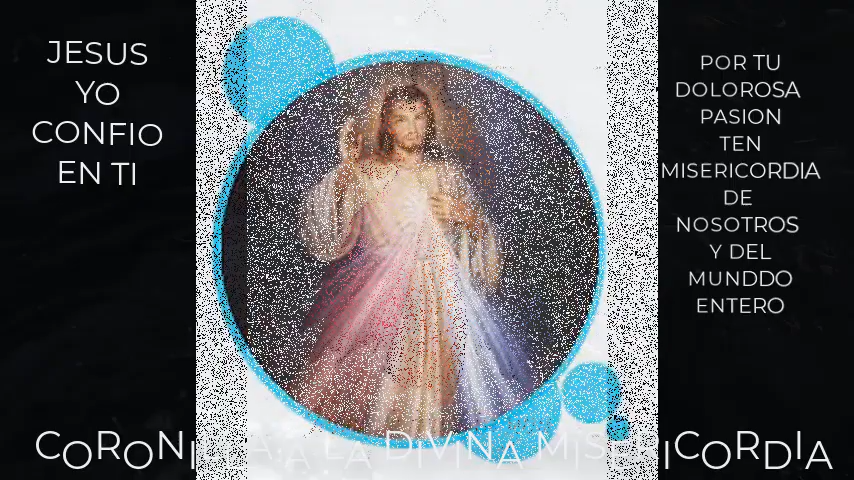 JESUS
YO
CONFIO
EN TI
POR TU
DOLOROSA
PASION
TEN
MISERICORDIA
DE
NOSOTROS
Y DEL
MUNDDO
ENTERO
CORONILLA A LA DIVINA MISERICORDIA